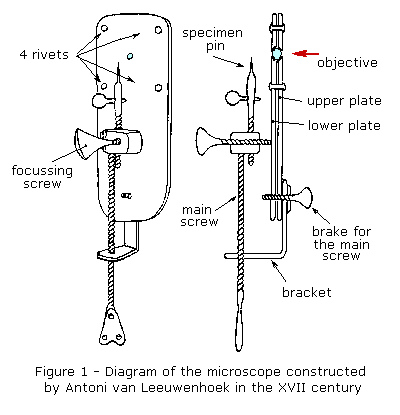 4 rivets
specimen
pin
objective
upper plate
lower plate
focussing
screw
main
screw
brake for
the main
screw
bracket
Figure 1 - Diagram of the microscope constructed
by Antoni van Leeuwenhoek in the XVII century